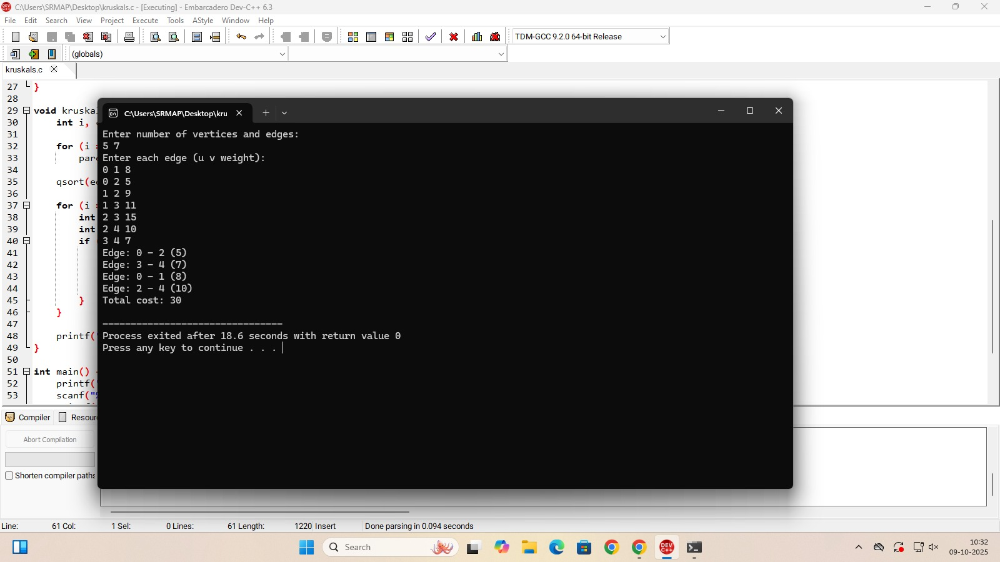 C:\Users\SRMAP\Desktop\kruskals.c - [Executing] - Embarcadero Dev-C++ 6.3
File Edit Search View Project Execute Tools AStyle Window Help
TDM-GCC 9.2.0 64-bit Release
(globals)
kruskals.c
27 }
28
29 void kruska
30 int i,
31
32 for (i
33 par
34
35 qsort(e
36
37 for (i
38 int
39 int
40 if
41
42
43
44
45 }
46 }
47
48 printf(
49 }
50
51 int main()
52 printf(
53 scanf("
C:\Users\SRMAP\Desktop\kru
Enter number of vertices and edges:
5 7
Enter each edge (u v weight):
0 1 8
0 2 5
1 2 9
1 3 11
2 3 15
2 4 10
3 4 7
Edge: 0 - 2 (5)
Edge: 3 - 4 (7)
Edge: 0 - 1 (8)
Edge: 2 - 4 (10)
Total cost: 30
--------------------------------
Process exited after 18.6 seconds with return value 0
Press any key to continue . . .
Compiler Resour
Abort Compilation
Shorten compiler paths
Line: 61 Col: 1 Sel: 0 Lines: 61 Length: 1220 Insert Done parsing in 0.094 seconds
Search
DEV C++
10:32
09-10-2025